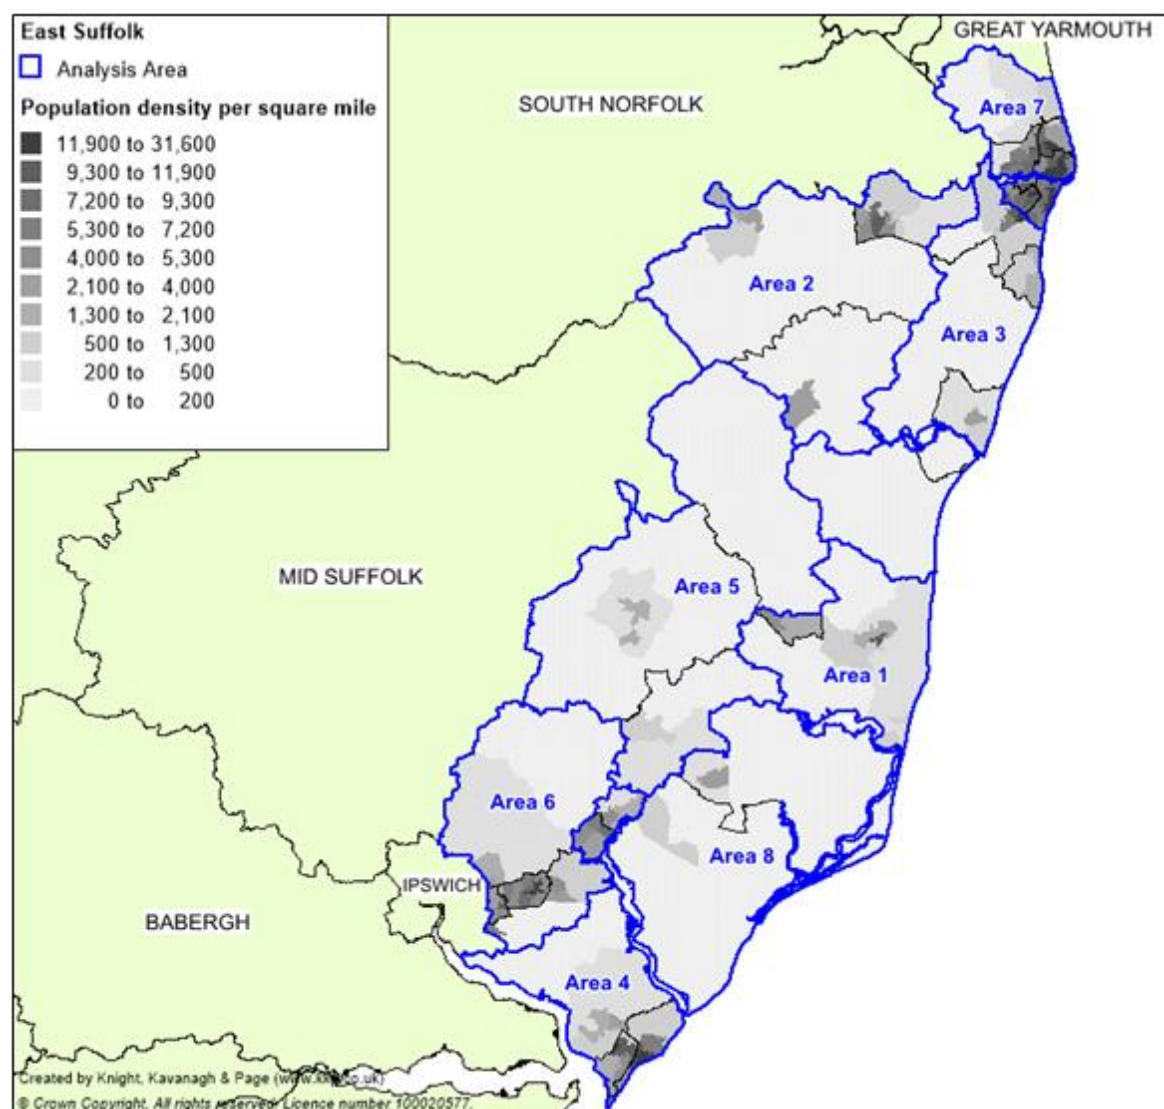 East Suffolk
Analysis Area
Population density per square mile
11,900 to 31,600
9,300 to 11,900
7,200 to 9,300
5,300 to 7,200
4,000 to 5,300
2,100 to 4,000
1,300 to 2,100
500 to 1,300
200 to 500
0 to 200
GREAT YARMOUTH
SOUTH NORFOLK
Area 7
Area 2
Area 3
MID SUFFOLK
Area 5
Area 1
Area 6
Area 8
IPSWICH
BABERGH
Area 4
Created by Knight, Kavanagh & Page (www.kkp.co.uk)
© Crown Copyright. All rights reserved. Licence number 100020577.